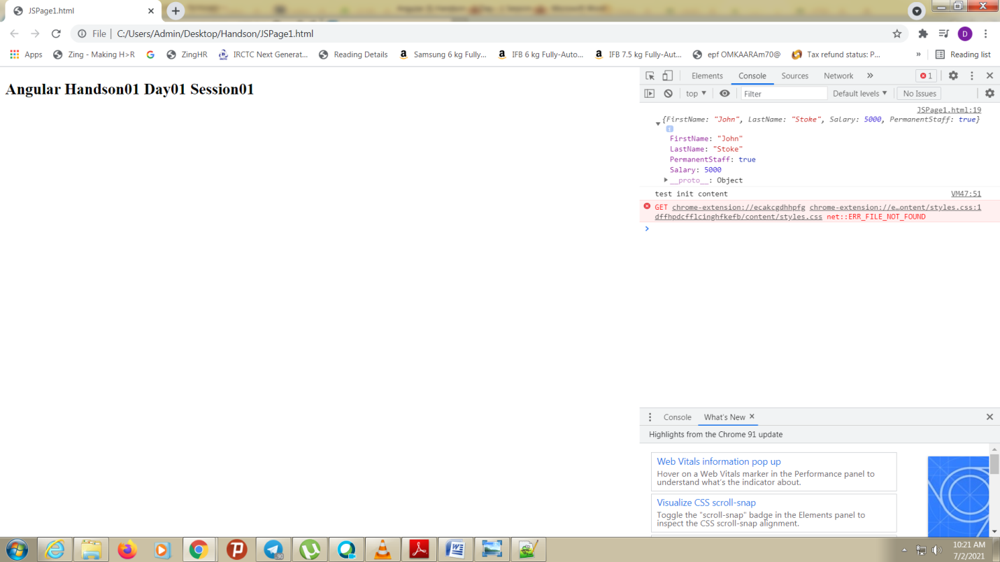 JSPage1.html
File | C:/Users/Admin/Desktop/Handson/JSPage1.html
D
Apps Zing - Making H>R ZingHR IRCTC Next Generat... Reading Details Samsung 6 kg Fully... IFB 6 kg Fully-Auto... IFB 7.5 kg Fully-Aut... epf OMKAARAm70@ Tax refund status: P... » Reading list
Angular Handson01 Day01 Session01
Elements Console Sources Network » 1
top Filter Default levels No Issues
JSPage1.html:19
{FirstName: "John", LastName: "Stoke", Salary: 5000, PermanentStaff: true}
FirstName: "John"
LastName: "Stoke"
PermanentStaff: true
Salary: 5000
__proto__: Object
test init content VM47:51
GET chrome-extension://ecakcgdhhpfg chrome-extension://e…ontent/styles.css:1
dffhpdcfflcinghfkefb/content/styles.css net::ERR_FILE_NOT_FOUND
Console What's New
Highlights from the Chrome 91 update
Web Vitals information pop up
Hover on a Web Vitals marker in the Performance panel to
understand what's the indicator about.
Visualize CSS scroll-snap
Toggle the "scroll-snap" badge in the Elements panel to
inspect the CSS scroll-snap alignment.
10:21 AM
7/2/2021